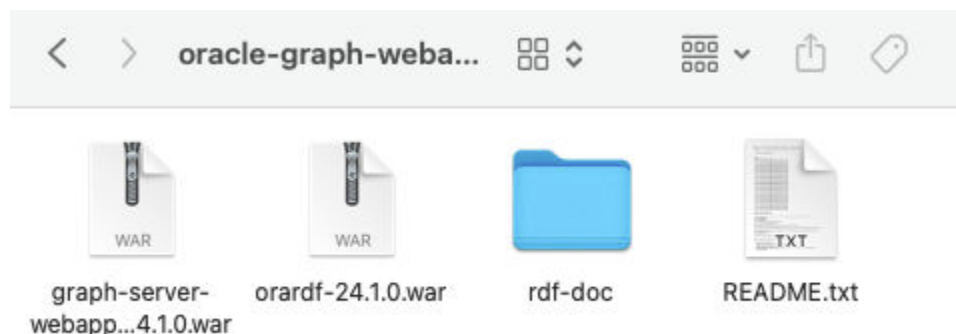 oracle-graph-weba...
WAR
WAR
TXT
graph-server-
webapp...4.1.0.war
orardf-24.1.0.war
rdf-doc
README.txt